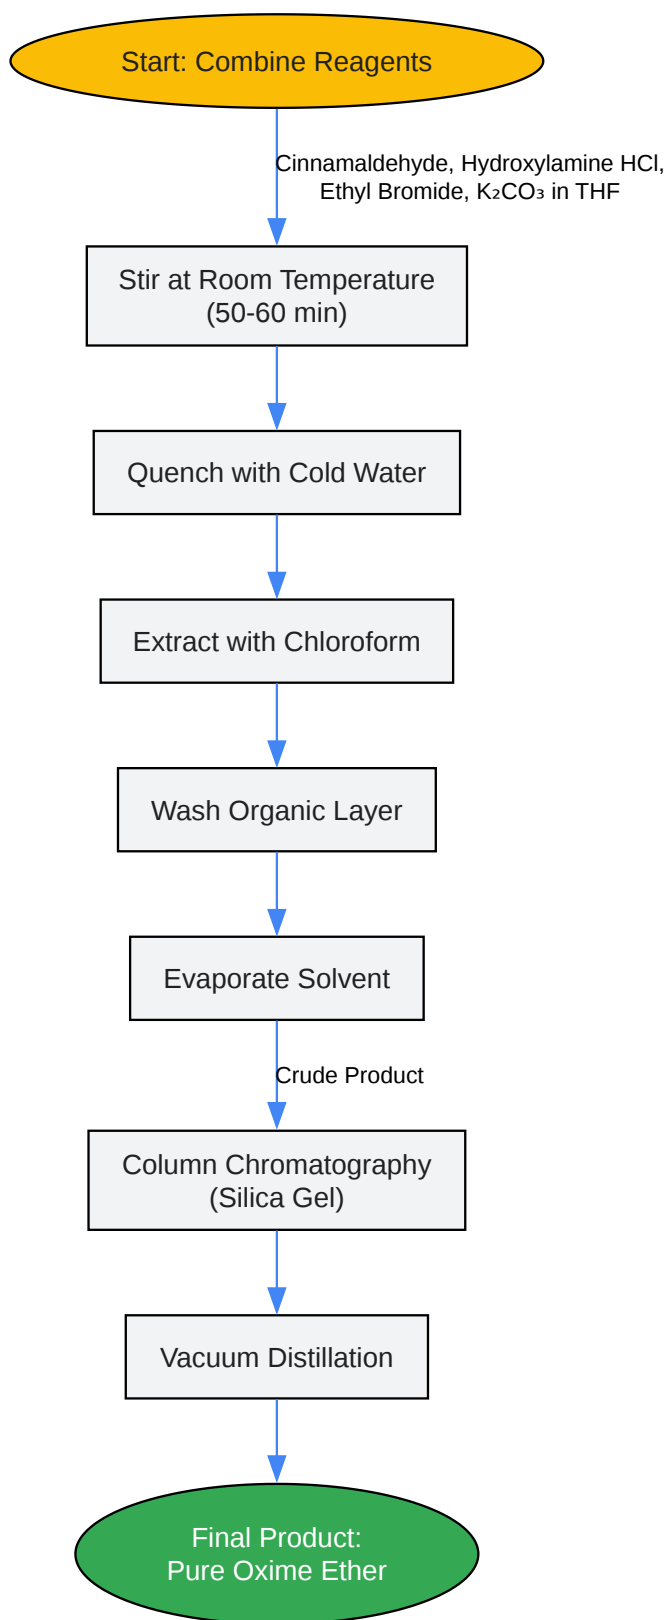 Start: Combine Reagents
Cinnamaldehyde, Hydroxylamine HCl,
Ethyl Bromide, K₂CO₃ in THF
Stir at Room Temperature
(50-60 min)
Quench with Cold Water
Extract with Chloroform
Wash Organic Layer
Evaporate Solvent
Crude Product
Column Chromatography
(Silica Gel)
Vacuum Distillation
Final Product:
Pure Oxime Ether